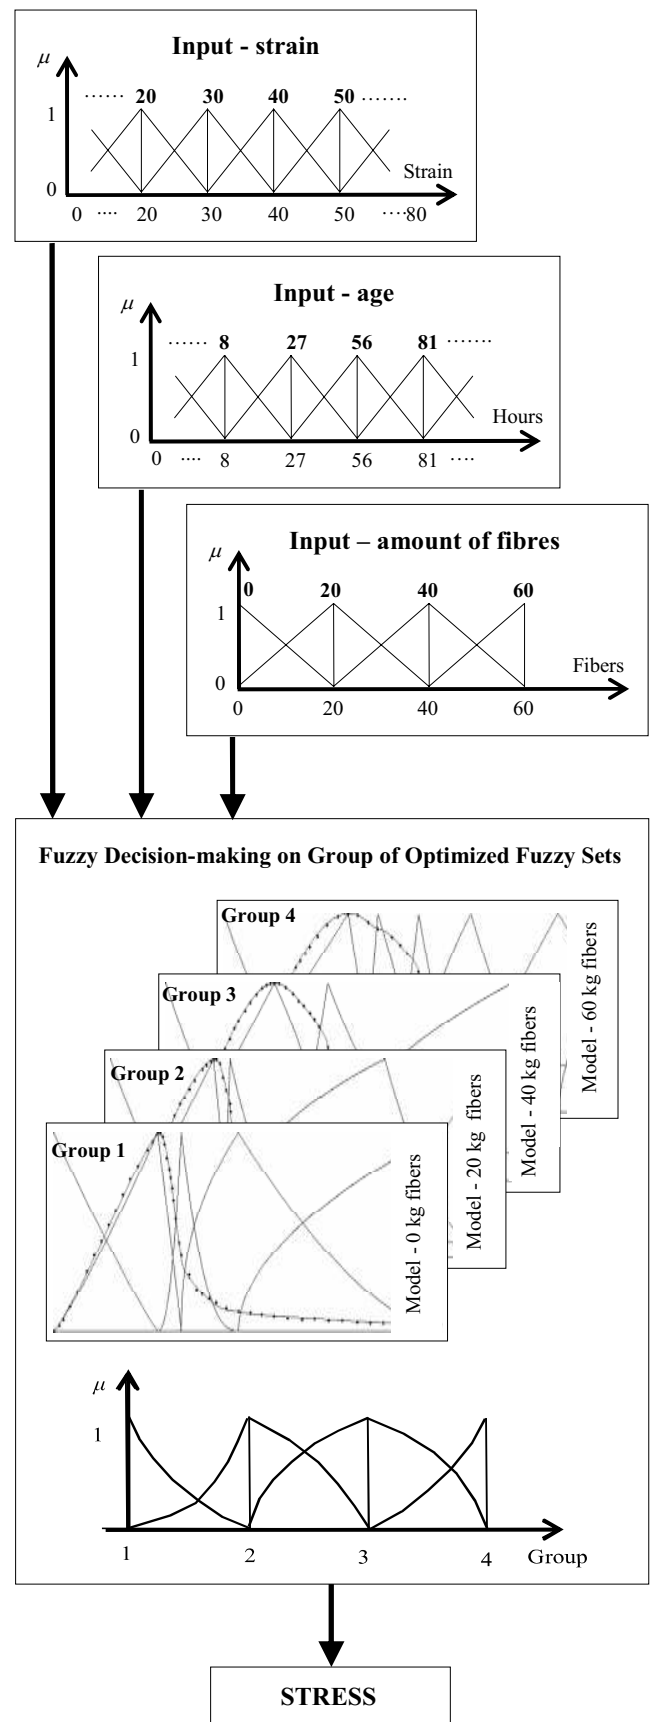 Input - strain
μ
...... 20 30 40 50 .......
1
Strain
0
0 .... 20 30 40 50 ....80
Input - age
μ
...... 8 27 56 81 .......
1
Hours
0
0 .... 8 27 56 81 ....
Input – amount of fibres
μ
0 20 40 60
1
Fibers
0
0 20 40 60
Fuzzy Decision-making on Group of Optimized Fuzzy Sets
Group 4
Model - 60 kg fibers
Group 3
Model - 40 kg fibers
Group 2
Model - 20 kg fibers
Group 1
Model - 0 kg fibers
μ
1
1 2 3 4 Group
STRESS